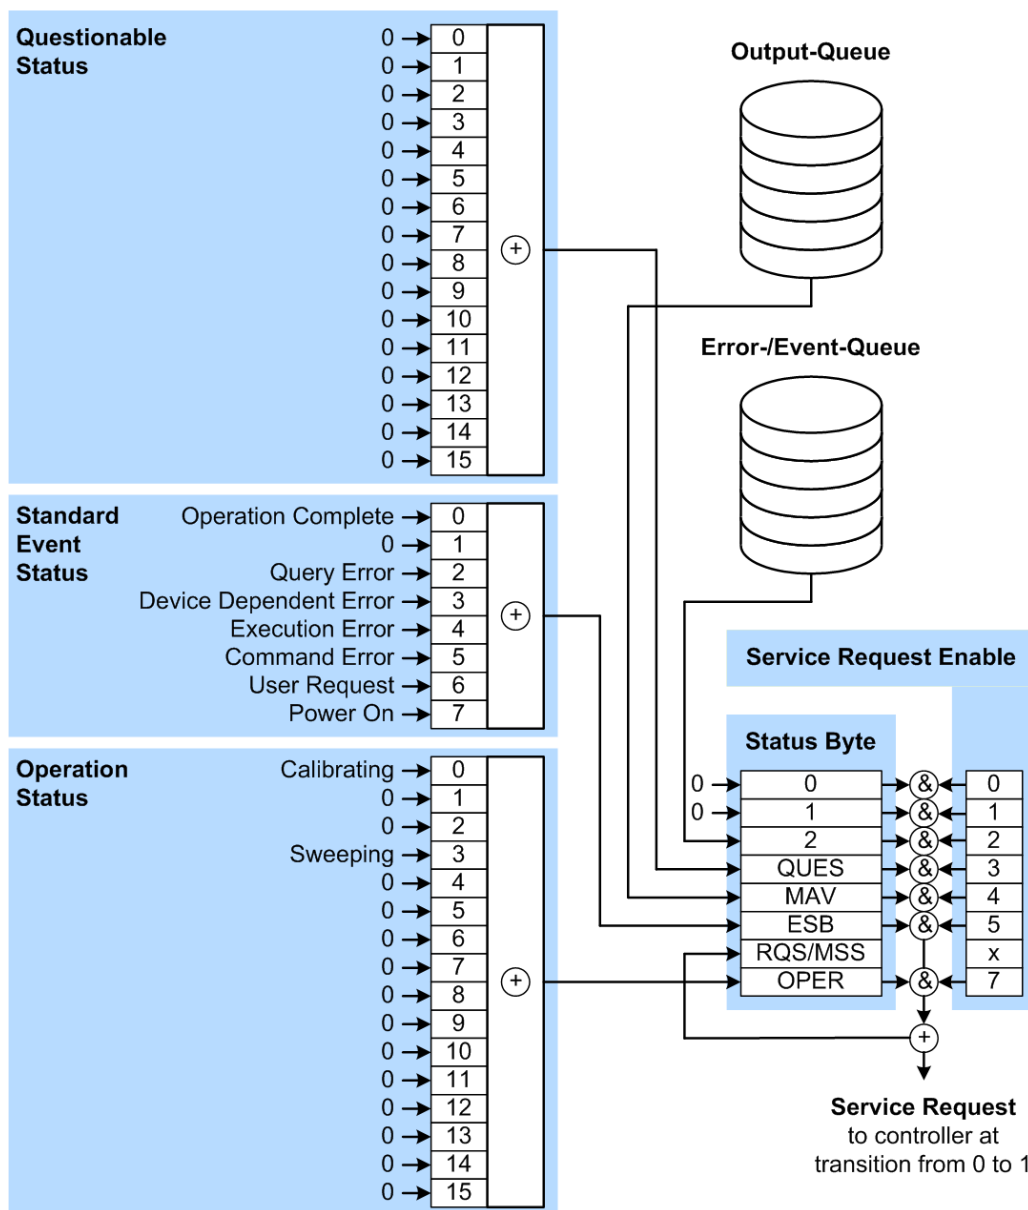 Questionable
Status
0 0
0 1
0 2
0 3
0 4
0 5
0 6
0 7
0 8
0 9
0 10
0 11
0 12
0 13
0 14
0 15
+
Output-Queue
Error-/Event-Queue
Standard
Event
Status
Operation Complete 0
0 1
Query Error 2
Device Dependent Error 3
Execution Error 4
Command Error 5
User Request 6
Power On 7
+
Operation
Status
Calibrating 0
0 1
0 2
Sweeping 3
0 4
0 5
0 6
0 7
0 8
0 9
0 10
0 11
0 12
0 13
0 14
0 15
+
Service Request Enable
Status Byte
0 0 & 0
0 1 & 1
2 & 2
QUES & 3
MAV & 4
ESB & 5
RQS/MSS x
OPER & 7
+
Service Request
to controller at
transition from 0 to 1